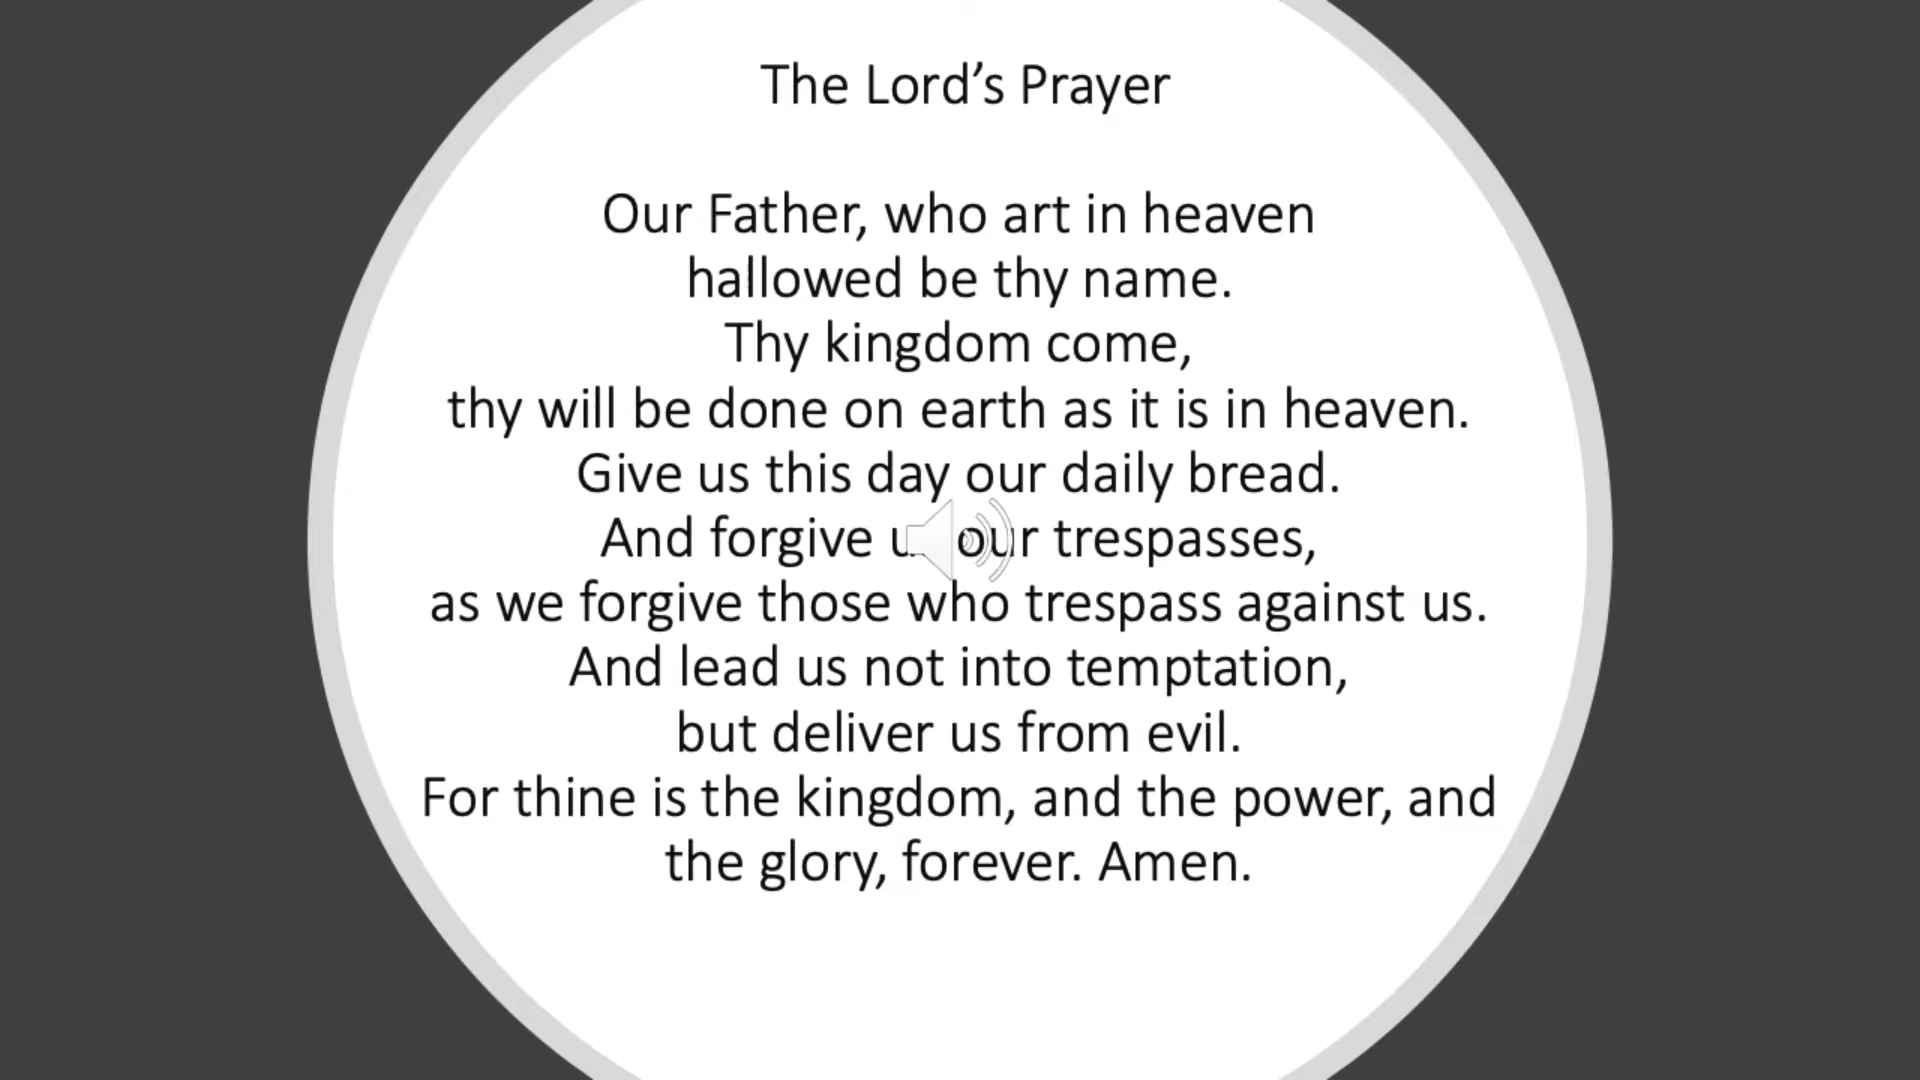 The Lord’s Prayer
Our Father, who art in heaven
hallowed be thy name.
Thy kingdom come,
thy will be done on earth as it is in heaven.
Give us this day our daily bread.
And forgive us our trespasses,
as we forgive those who trespass against us.
And lead us not into temptation,
but deliver us from evil.
For thine is the kingdom, and the power, and
the glory, forever. Amen.